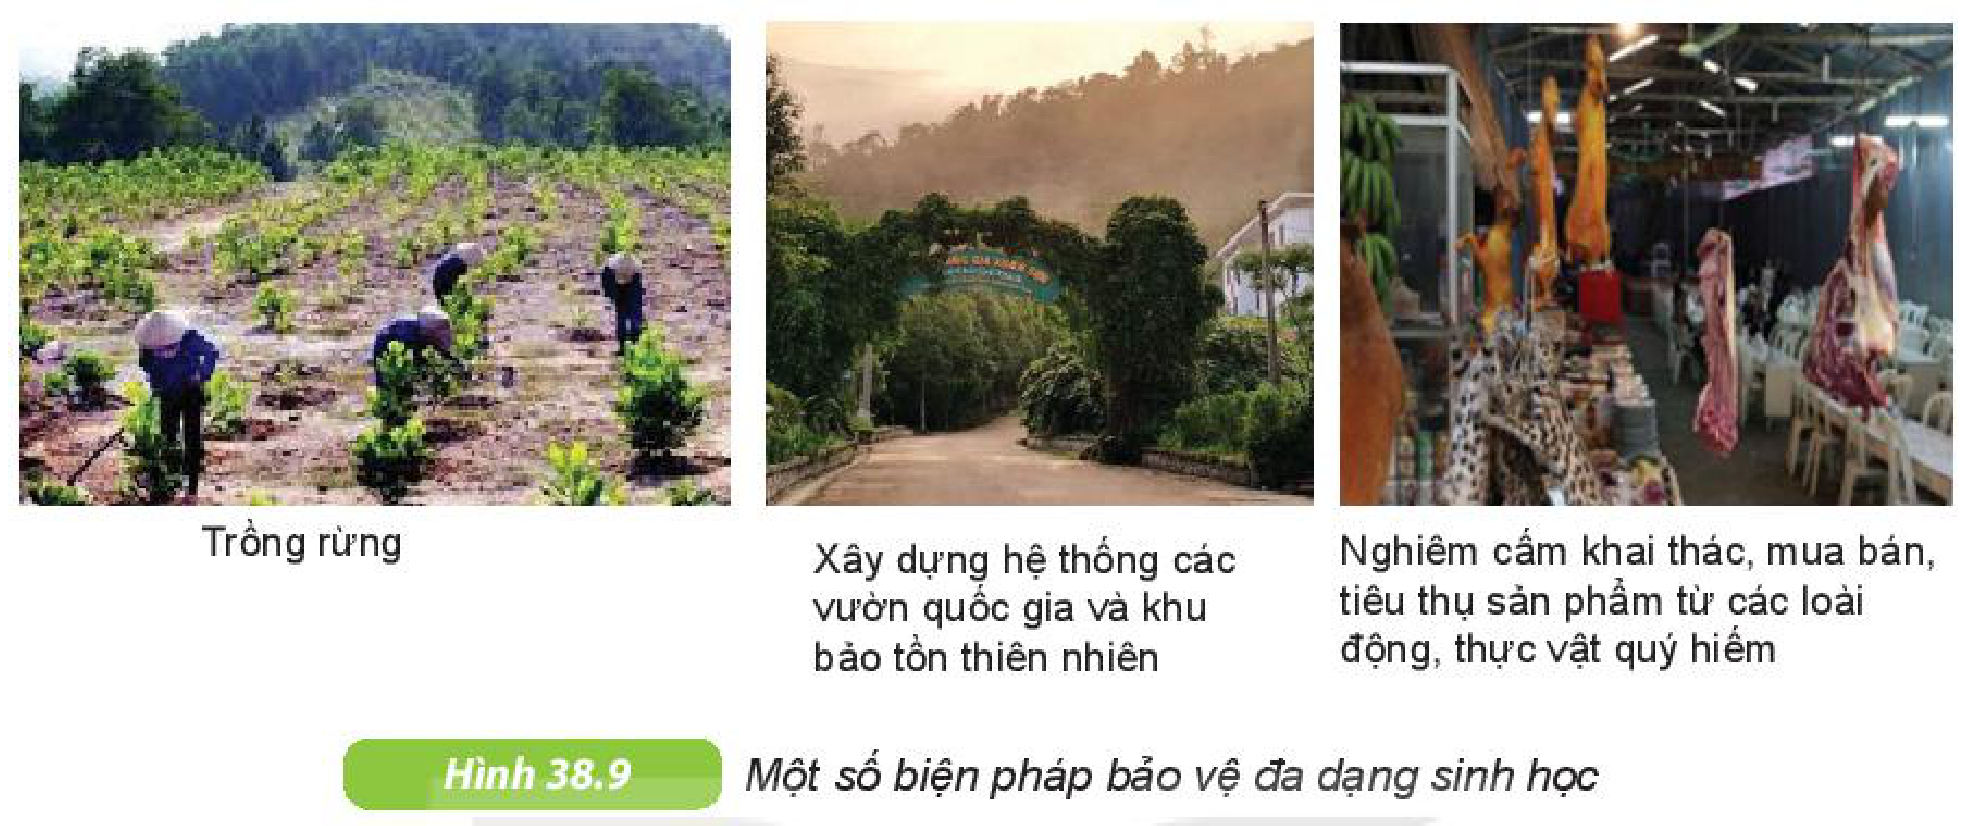 Trồng rừng
Xây dựng hệ thống các
vườn quốc gia và khu
bảo tồn thiên nhiên
Nghiêm cấm khai thác, mua bán,
tiêu thụ sản phẩm từ các loài
động, thực vật quý hiếm
Hình 38.9 Một số biện pháp bảo vệ đa dạng sinh học